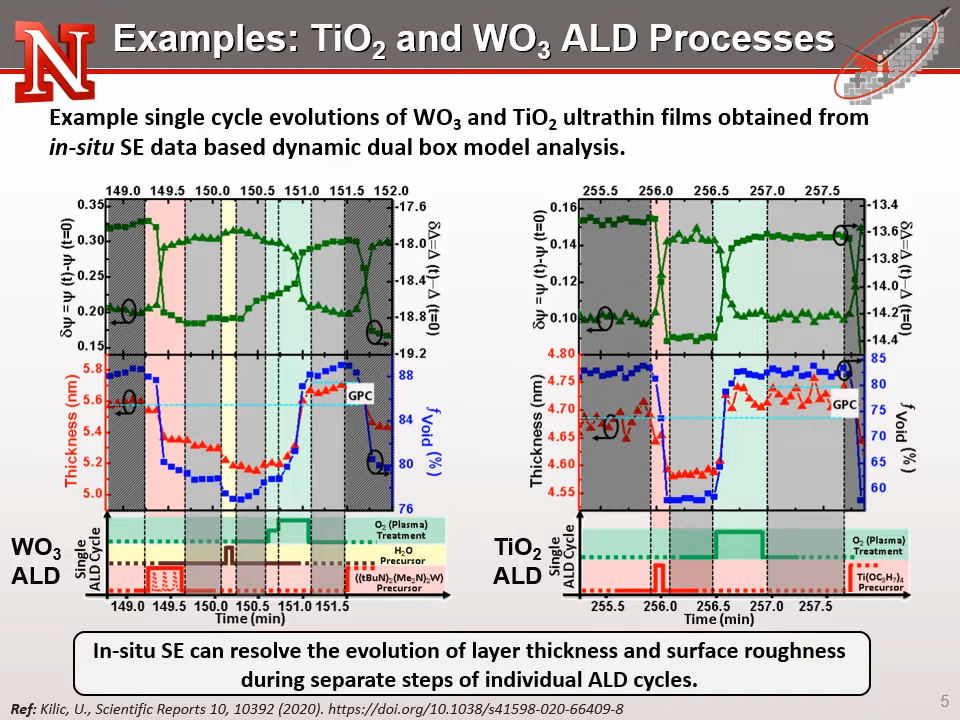 Examples: TiO2 and WO3 ALD Processes
N
Example single cycle evolutions of WO3 and TiO2 ultrathin films obtained from
in-situ SE data based dynamic dual box model analysis.
149.0 149.5 150.0 150.5 151.0 151.5 152.0
0.35
0.30
0.25
0.20
0.15
δψ = ψ (t)-ψ (t=0)
-17.6
-18.0
-18.4
-18.8
-19.2
δΔ=Δ (t)-Δ (t=0)
5.8
5.6
5.4
5.2
5.0
Thickness (nm)
88
84
80
76
fVoid (%)
GPC
WO3
ALD
Single
ALD Cycle
O2 (Plasma)
Treatment
H2O
Precursor
((tBuN)2(Me2N)2W)
Precursor
149.0 149.5 150.0 150.5 151.0 151.5
Time (min)
255.5 256.0 256.5 257.0 257.5
0.16
0.14
0.12
0.10
δψ = ψ (t)-ψ (t=0)
-13.4
-13.6
-13.8
-14.0
-14.2
-14.4
δΔ=Δ (t)-Δ (t=0)
4.80
4.75
4.70
4.65
4.60
4.55
Thickness (nm)
85
80
75
70
65
60
fVoid (%)
GPC
TiO2
ALD
Single
ALD Cycle
O2 (Plasma)
Treatment
Ti(OC3H7)4
Precursor
255.5 256.0 256.5 257.0 257.5
Time (min)
In-situ SE can resolve the evolution of layer thickness and surface roughness
during separate steps of individual ALD cycles.
Ref: Kilic, U., Scientific Reports 10, 10392 (2020). https://doi.org/10.1038/s41598-020-66409-8
5